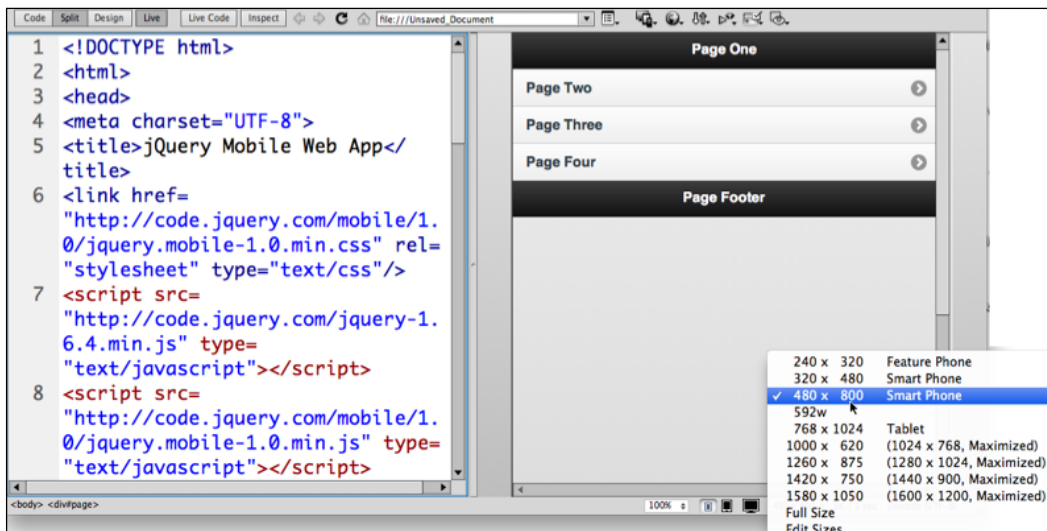 Code Split Design Live Live Code Inspect file:///Unsaved_Document
1 <!DOCTYPE html>
2 <html>
3 <head>
4 <meta charset="UTF-8">
5 <title>jQuery Mobile Web App</
title>
6 <link href=
"http://code.jquery.com/mobile/1.
0/jquery.mobile-1.0.min.css" rel=
"stylesheet" type="text/css"/>
7 <script src=
"http://code.jquery.com/jquery-1.
6.4.min.js" type=
"text/javascript"></script>
8 <script src=
"http://code.jquery.com/mobile/1.
0/jquery.mobile-1.0.min.js" type=
"text/javascript"></script>
<body> <div#page>
Page One
Page Two
Page Three
Page Four
Page Footer
100%
240 x 320 Feature Phone
320 x 480 Smart Phone
✓ 480 x 800 Smart Phone
592w
768 x 1024 Tablet
1000 x 620 (1024 x 768, Maximized)
1260 x 875 (1280 x 1024, Maximized)
1420 x 750 (1440 x 900, Maximized)
1580 x 1050 (1600 x 1200, Maximized)
Full Size
Edit Sizes